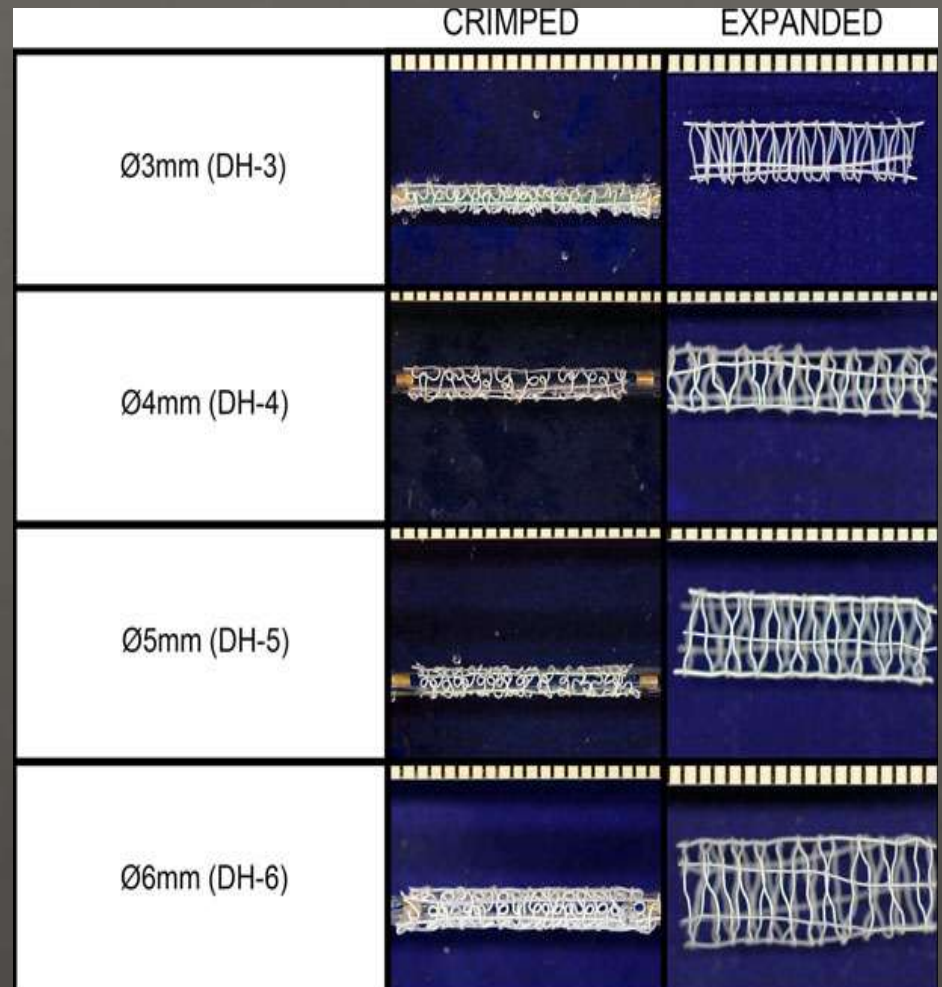 CRIMPED EXPANDED
Ø3mm (DH-3)
Ø4mm (DH-4)
Ø5mm (DH-5)
Ø6mm (DH-6)